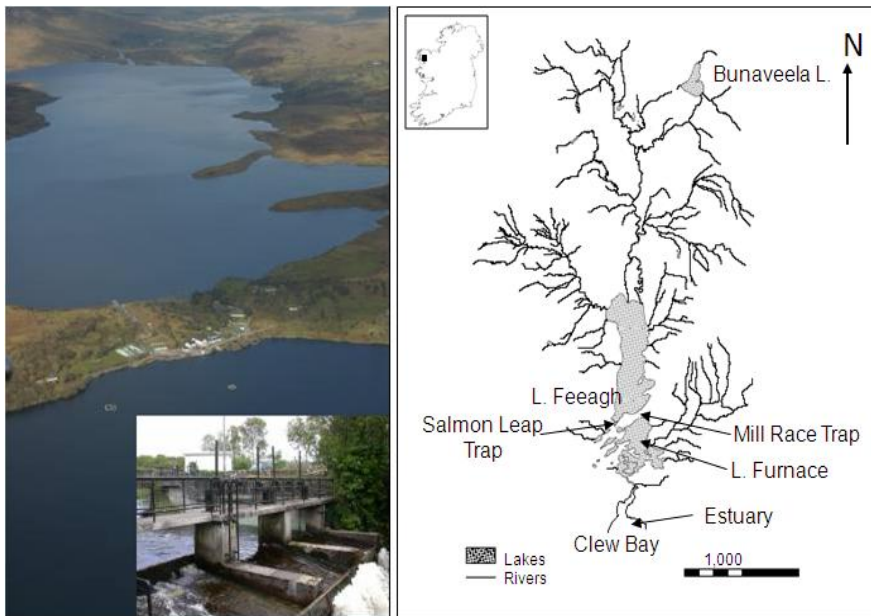 N
Bunaveela L.
L. Feeagh
Salmon Leap
Trap
Mill Race Trap
L. Furnace
Estuary
Clew Bay
Lakes
Rivers
1,000